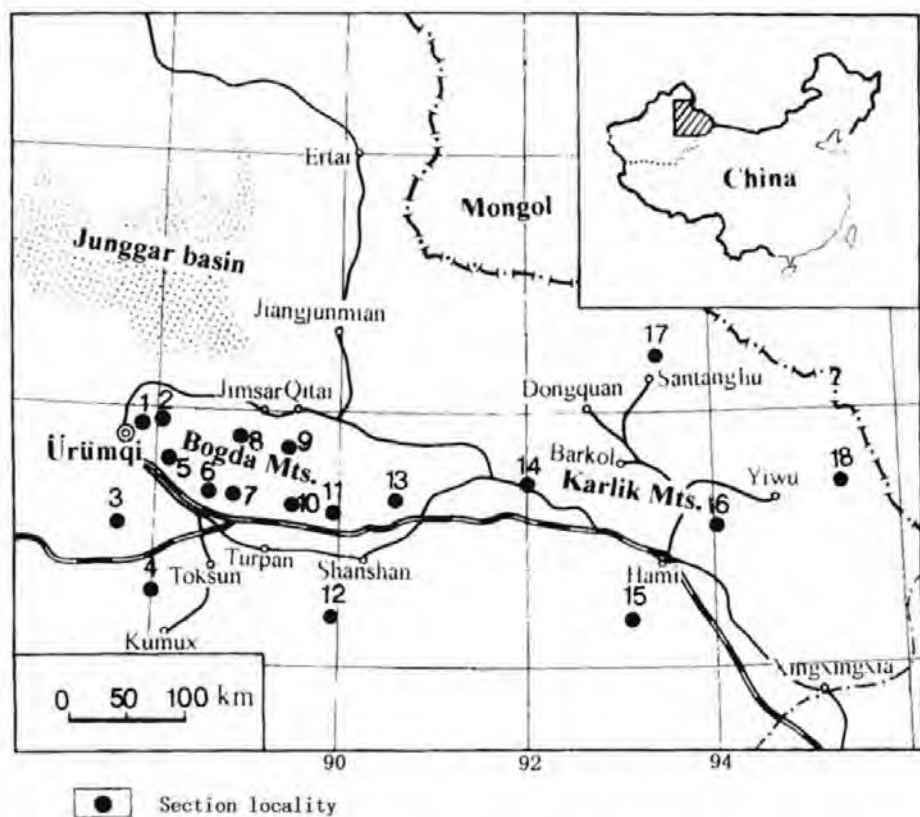 Ertai
Mongol
China
Junggar basin
Jiangjunmian
17
Jimsar Qitai
Dongquan
Santanghu
?
1 2
Ürümqi
Bogda Mts.
8
9
Barkol
Karlik Mts.
Yiwu
18
5 6
7
10
11
13
14
16
3
Turpan
Shanshan
Hami
Toksun
4
12
15
Kumux
Xingxingxia
0 50 100 km
90 92 94
Section locality